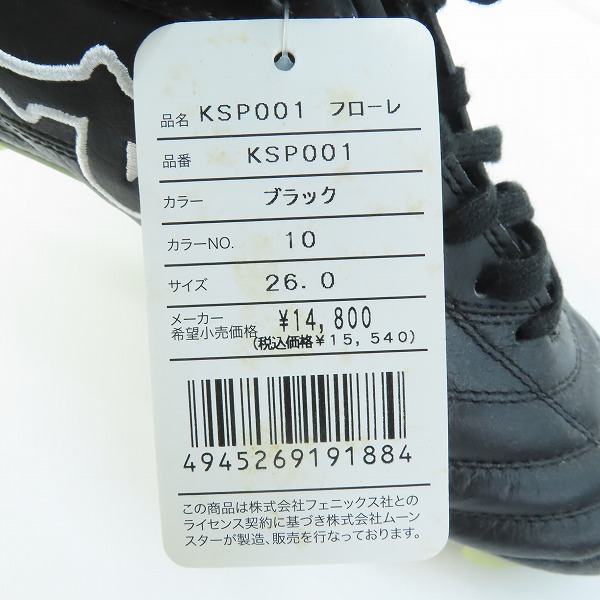 品名 KSP001 フローレ
品番 KSP001
カラー ブラック
カラーNO. 10
サイズ 26.0
メーカー
希望小売価格 ¥14,800
(税込価格¥15,540)
4945269191884
この商品は株式会社フェニックス社との
ライセンス契約に基づき株式会社ムーン
スターが製造、販売を行なっております。